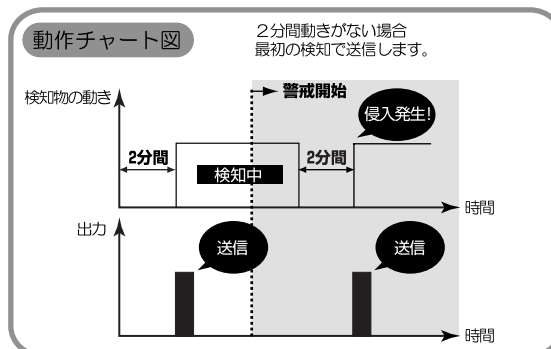 動作チャート図
２分間動きがない場合
最初の検知で送信します。
検知物の動き
警戒開始
侵入発生!
2分間
2分間
検知中
時間
出力
送信
送信
時間